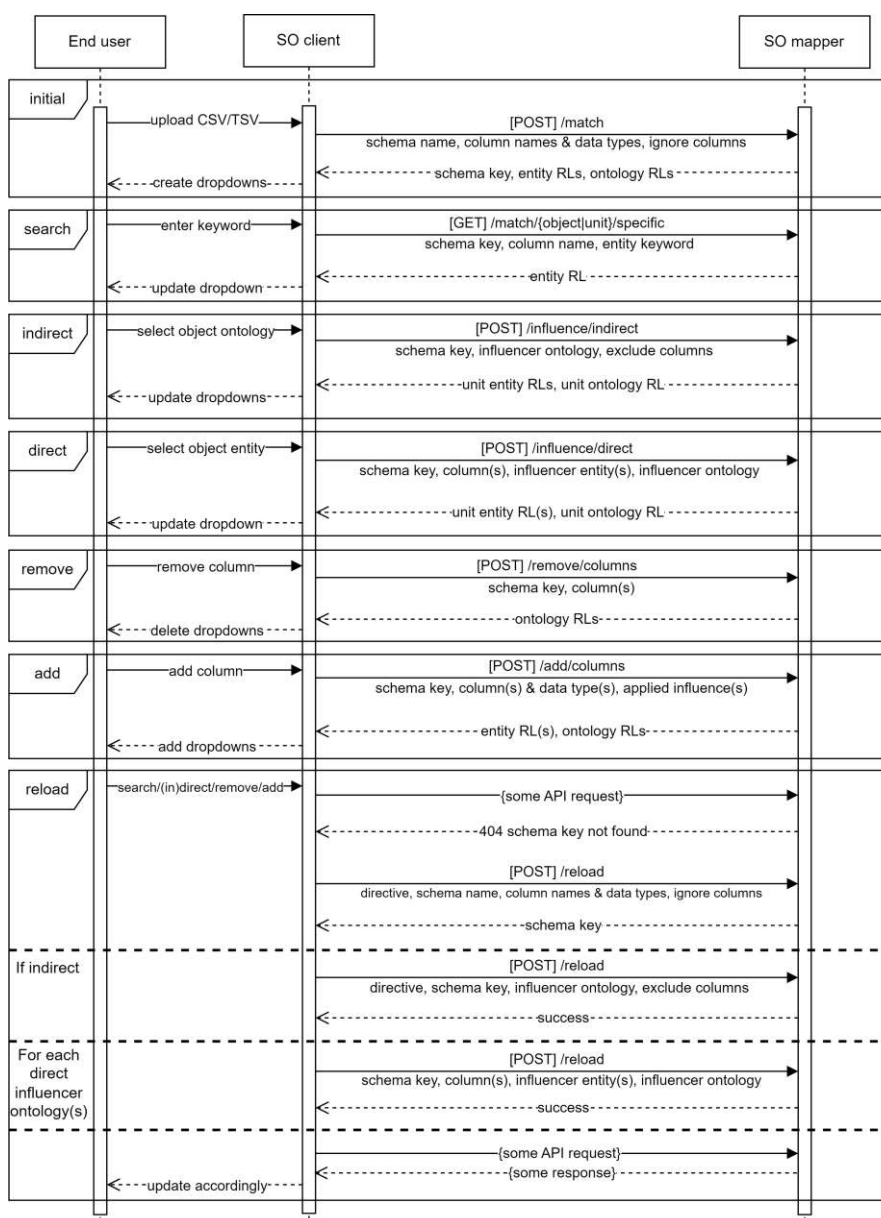 End user
SO client
SO mapper
initial
upload CSV/TSV
[POST] /match
schema name, column names & data types, ignore columns
schema key, entity RLs, ontology RLs
create dropdowns
search
enter keyword
[GET] /match/{object|unit}/specific
schema key, column name, entity keyword
entity RL
update dropdown
indirect
select object ontology
[POST] /influence/indirect
schema key, influencer ontology, exclude columns
unit entity RLs, unit ontology RL
update dropdowns
direct
select object entity
[POST] /influence/direct
schema key, column(s), influencer entity(s), influencer ontology
unit entity RL(s), unit ontology RL
update dropdown
remove
remove column
[POST] /remove/columns
schema key, column(s)
ontology RLs
delete dropdowns
add
add column
[POST] /add/columns
schema key, column(s) & data type(s), applied influence(s)
entity RL(s), ontology RLs
add dropdowns
reload
search/(in)direct/remove/add
{some API request}
404 schema key not found
[POST] /reload
directive, schema name, column names & data types, ignore columns
schema key
If indirect
[POST] /reload
directive, schema key, influencer ontology, exclude columns
success
For each
direct
influencer
ontology(s)
[POST] /reload
schema key, column(s), influencer entity(s), influencer ontology
success
{some API request}
{some response}
update accordingly